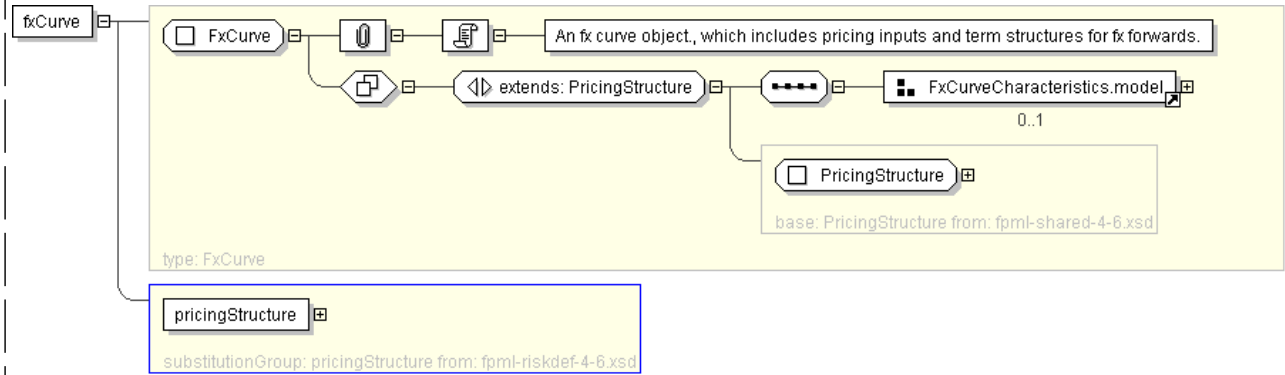 fxCurve
FxCurve
An fx curve object., which includes pricing inputs and term structures for fx forwards.
extends: PricingStructure
FxCurveCharacteristics.model
0..1
PricingStructure
base: PricingStructure from: fpml-shared-4-6.xsd
type: FxCurve
pricingStructure
substitutionGroup: pricingStructure from: fpml-riskdef-4-6.xsd